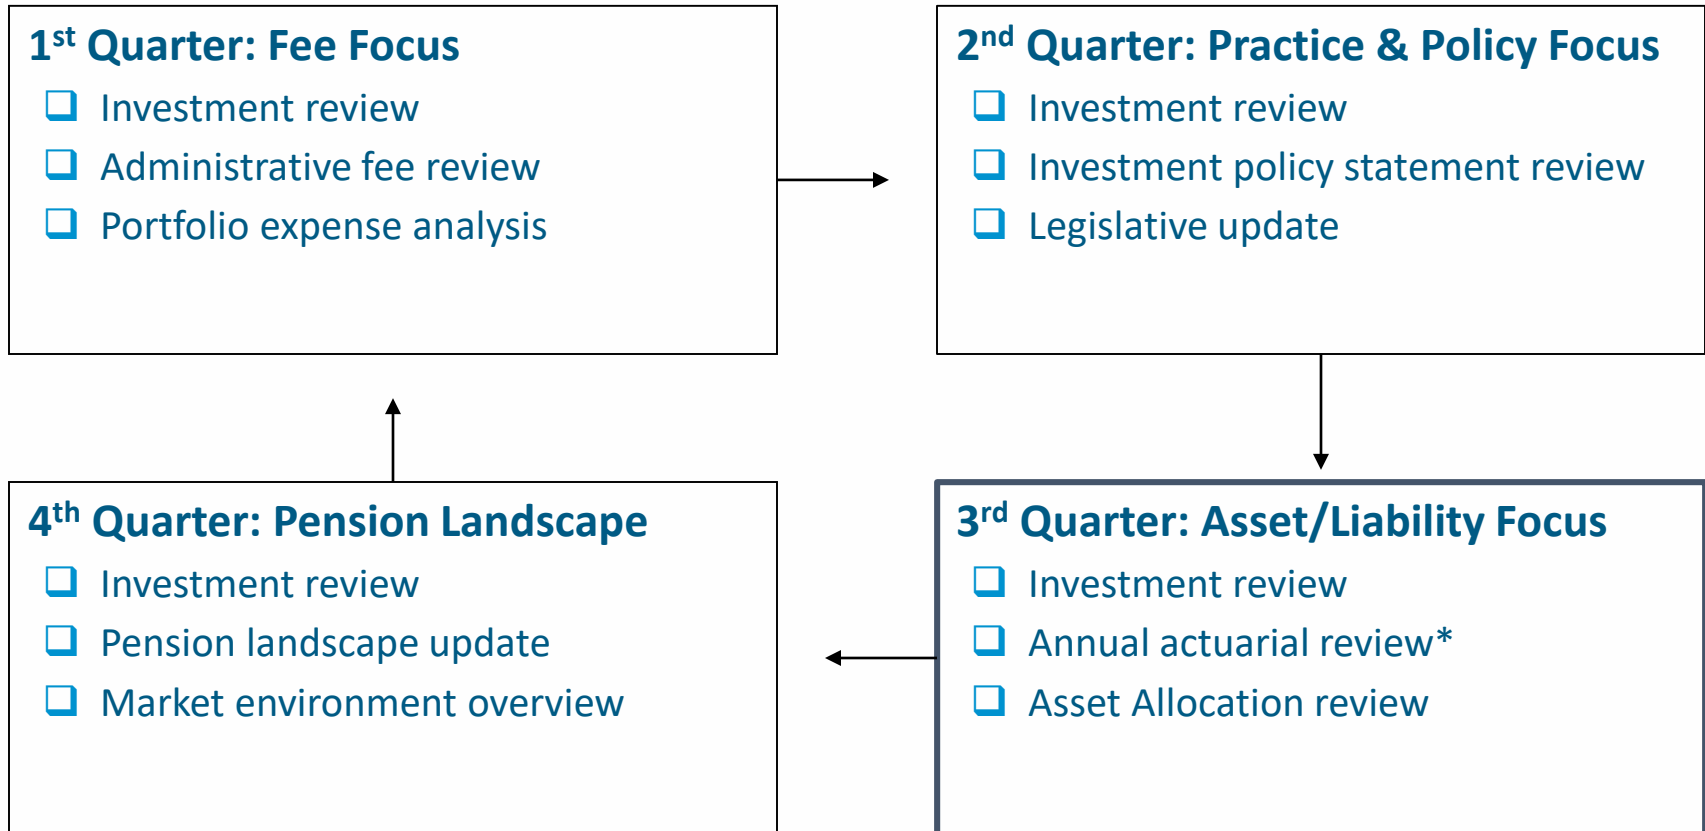 1st Quarter: Fee Focus
❑ Investment review
❑ Administrative fee review
❑ Portfolio expense analysis
2nd Quarter: Practice & Policy Focus
❑ Investment review
❑ Investment policy statement review
❑ Legislative update
4th Quarter: Pension Landscape
❑ Investment review
❑ Pension landscape update
❑ Market environment overview
3rd Quarter: Asset/Liability Focus
❑ Investment review
❑ Annual actuarial review*
❑ Asset Allocation review